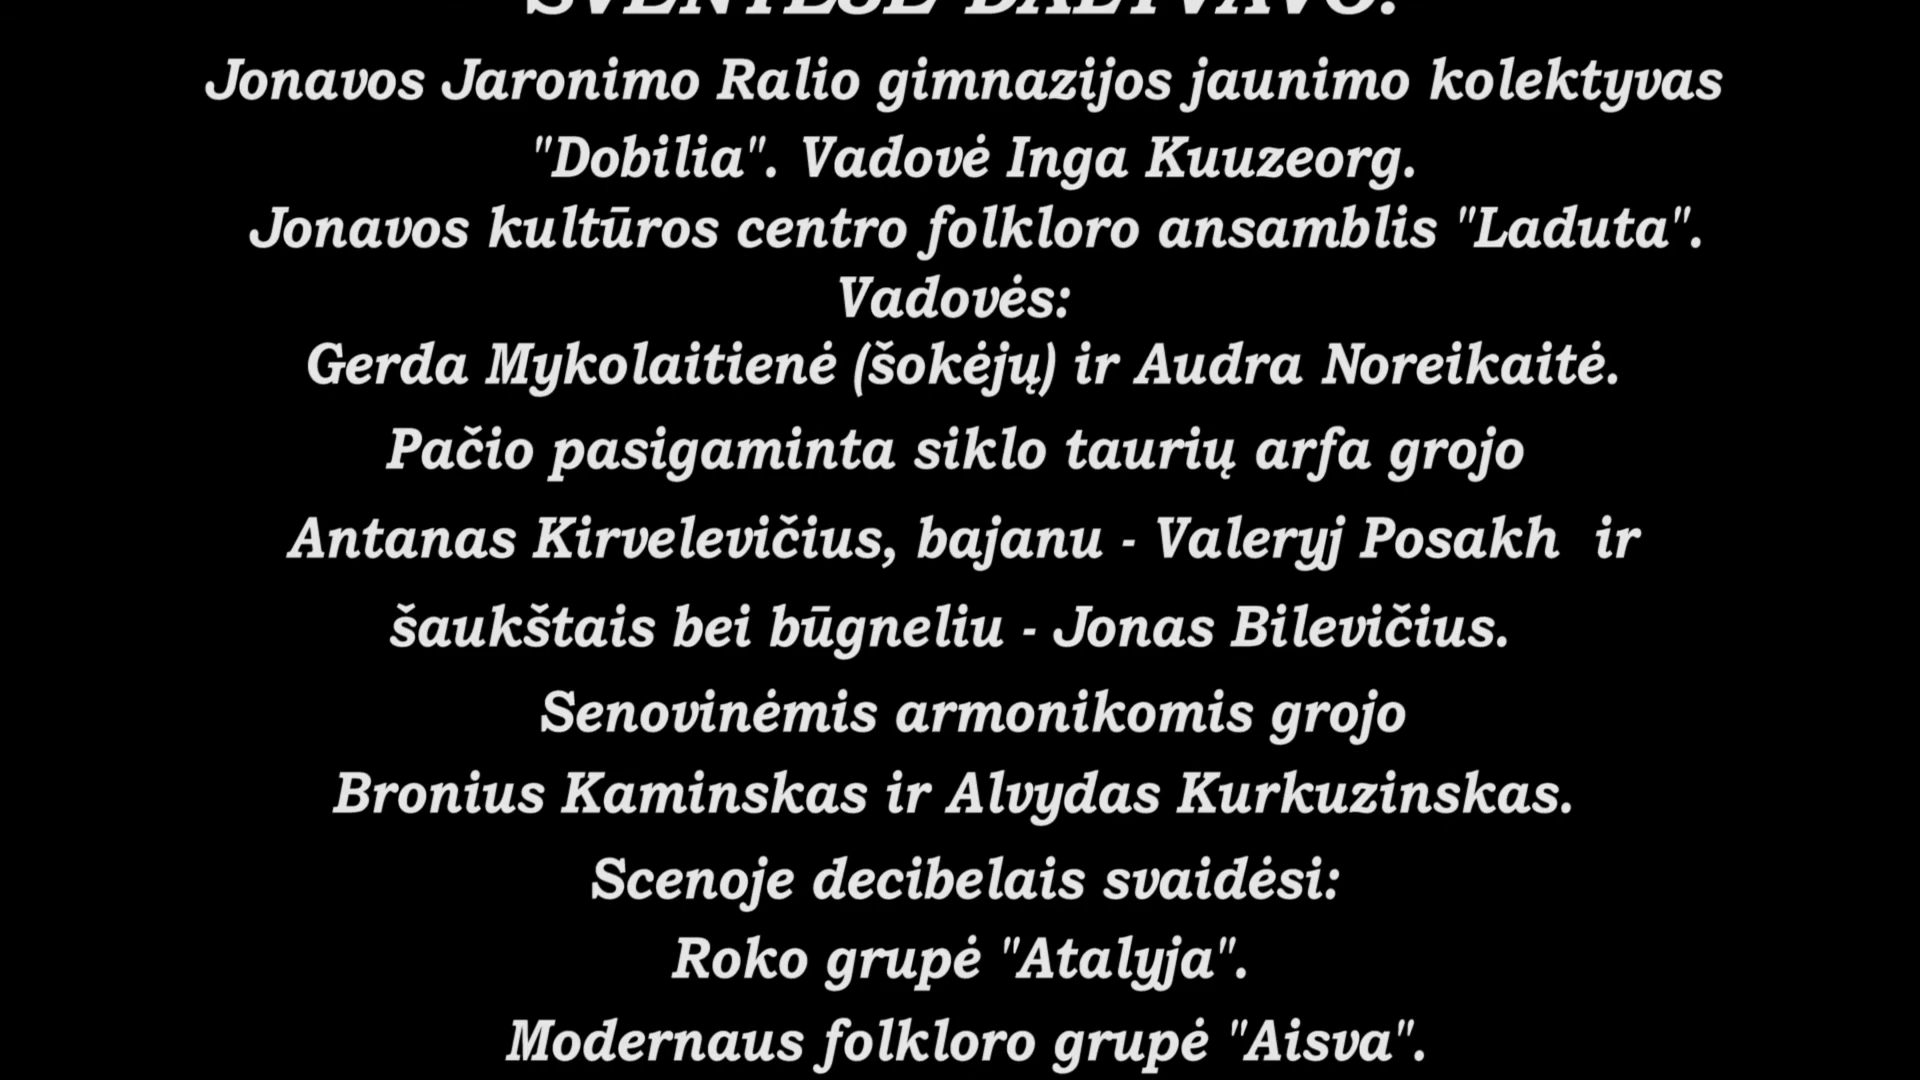 ŠVENTĖJE DALYVAVO:
Jonavos Jaronimo Ralio gimnazijos jaunimo kolektyvas
"Dobilia". Vadovė Inga Kuuzeorg.
Jonavos kultūros centro folkloro ansamblis "Laduta".
Vadovės:
Gerda Mykolaitienė (šokėjų) ir Audra Noreikaitė.
Pačio pasigaminta siklo taurių arfa grojo
Antanas Kirvelevičius, bajanu - Valeryj Posakh ir
šaukštais bei būgneliu - Jonas Bilevičius.
Senovinėmis armonikomis grojo
Bronius Kaminskas ir Alvydas Kurkuzinskas.
Scenoje decibelais svaidėsi:
Roko grupė "Atalyja".
Modernaus folkloro grupė "Aisva".